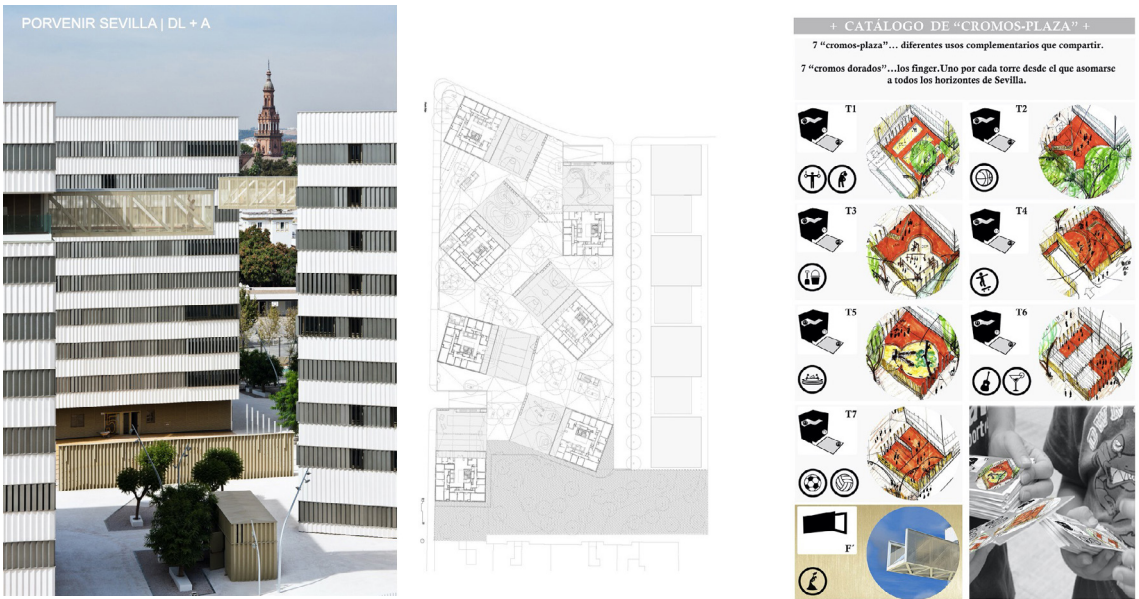 PORVENIR SEVILLA | DL + A
+ CATÁLOGO DE “CROMOS-PLAZA” +
7 “cromos-plaza”... diferentes usos complementarios que compartir.
7 “cromos dorados”...los finger.Uno por cada torre desde el que asomarse
a todos los horizontes de Sevilla.
T1
T2
T3
T4
T5
T6
T7
F´